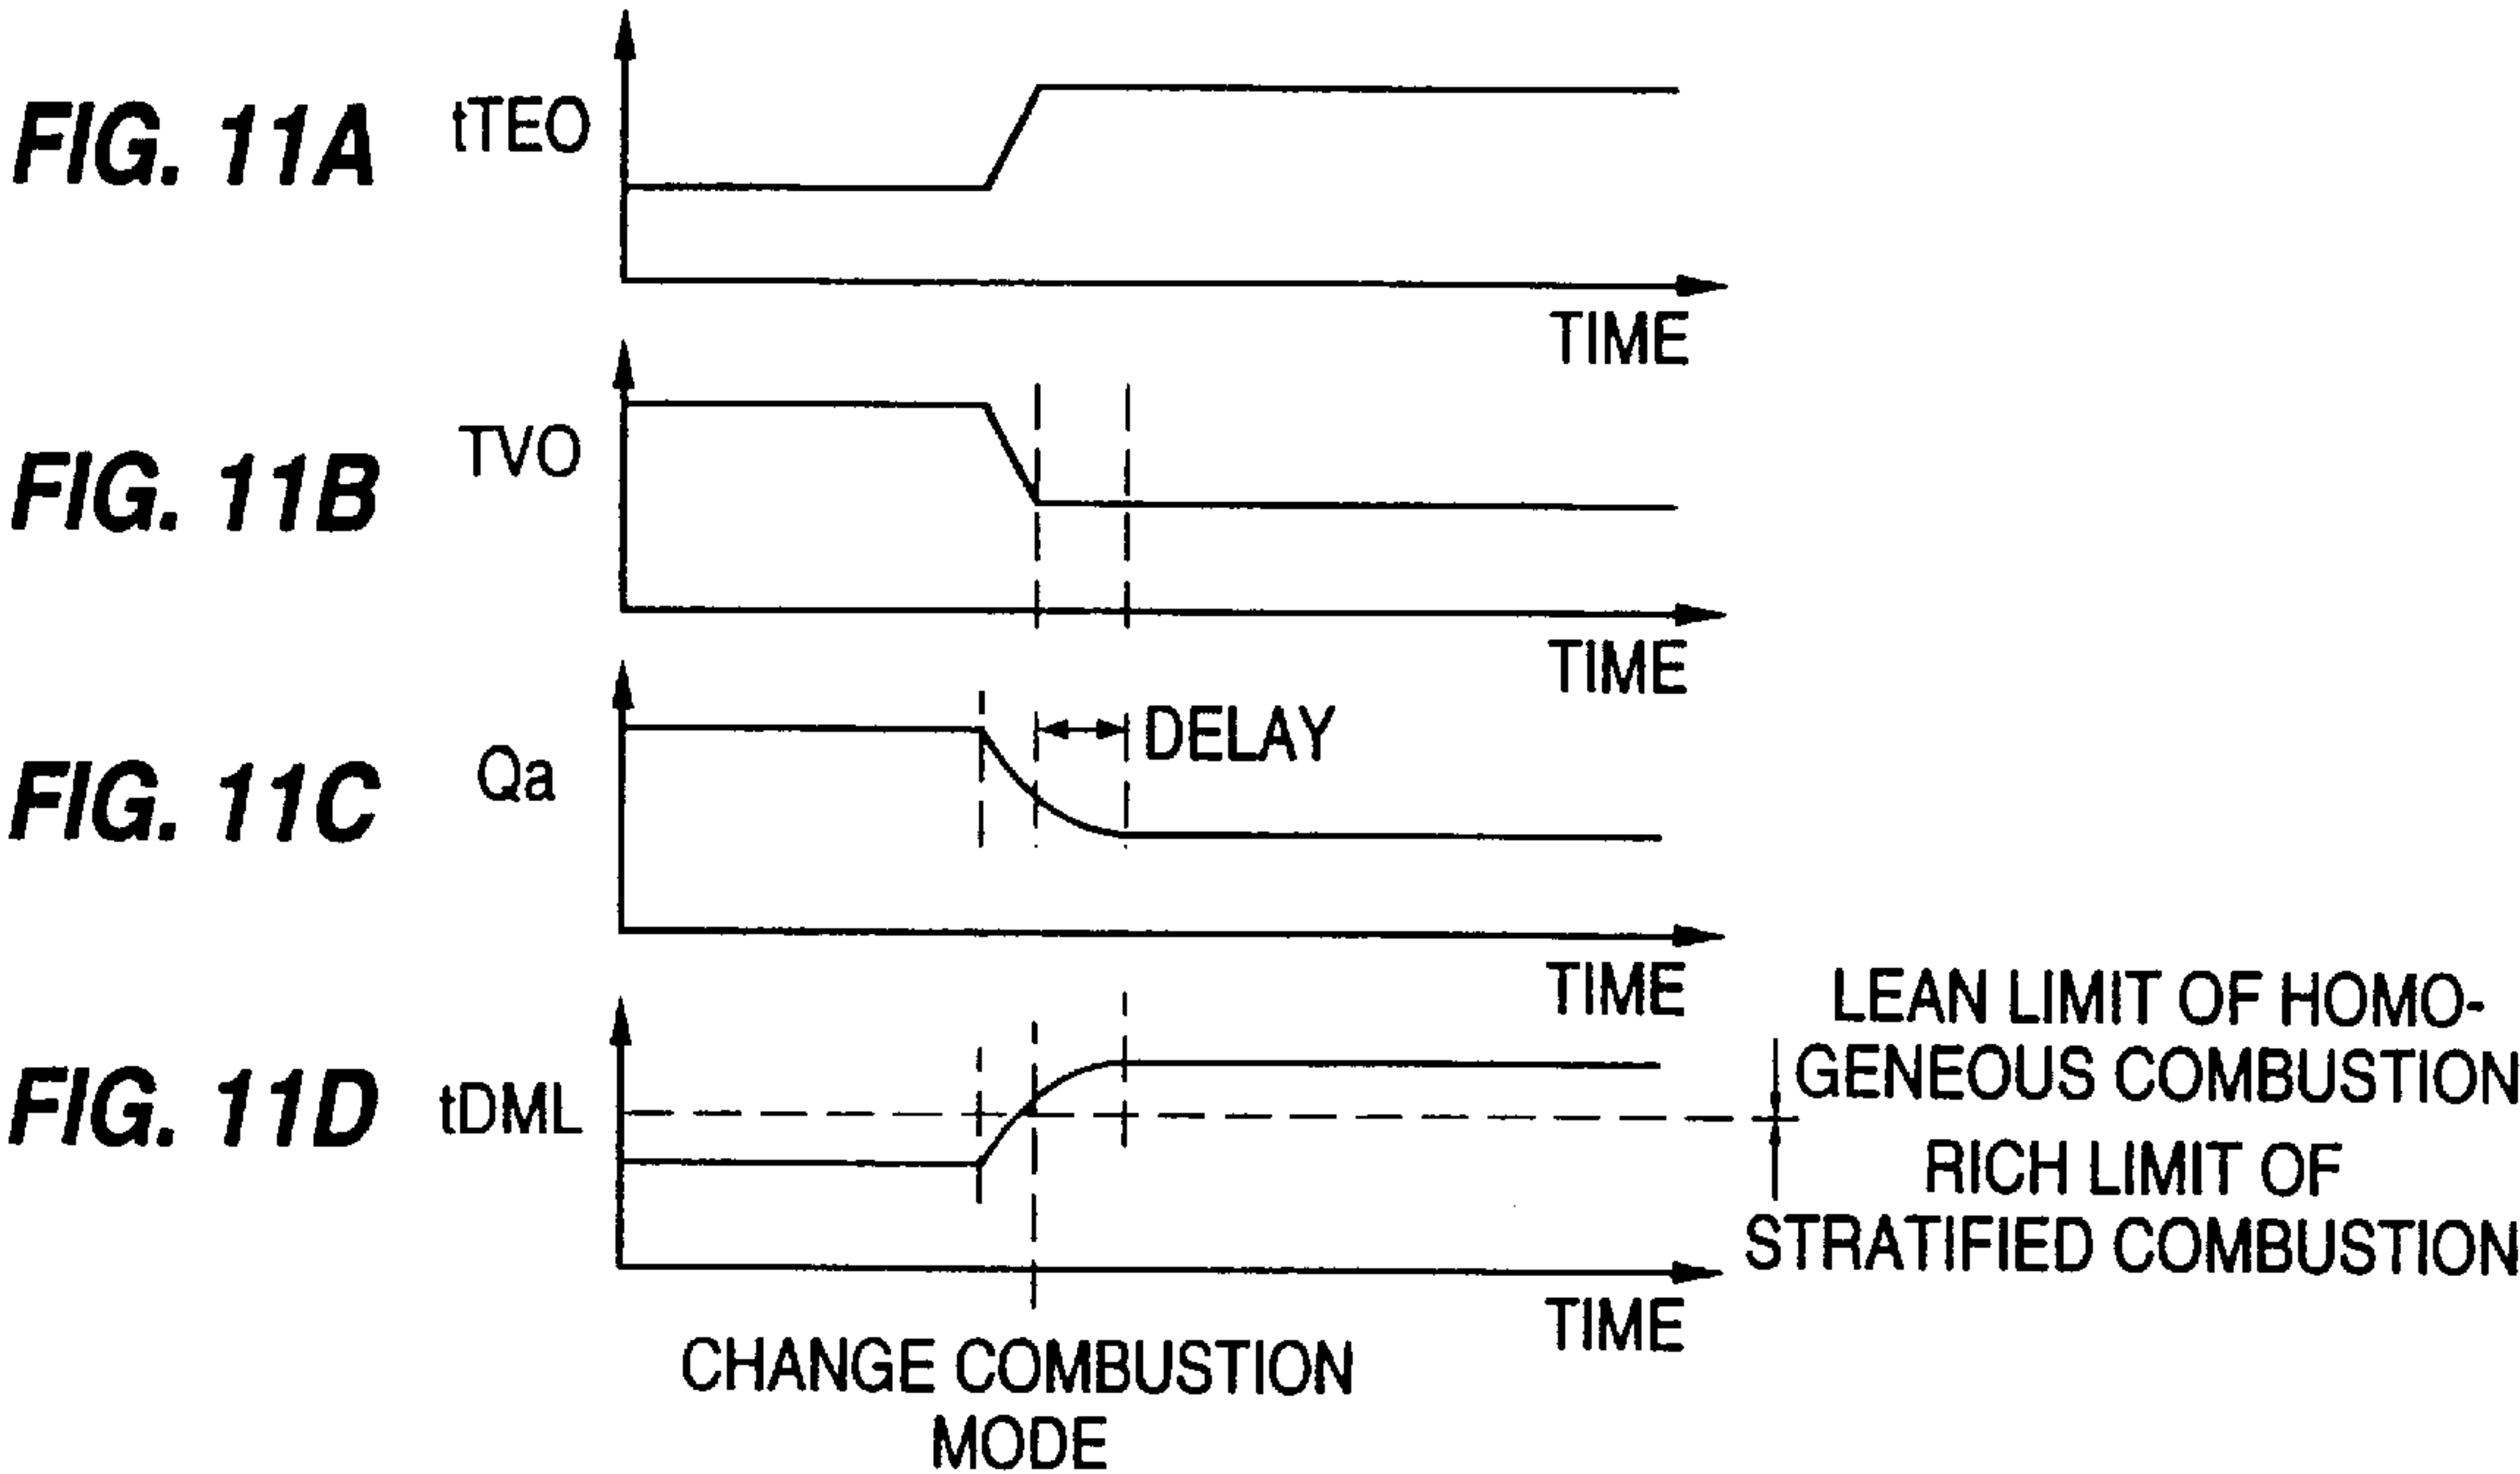 FIG. 11A
tTEO
TIME
FIG. 11B
TVO
TIME
FIG. 11C
Qa
DELAY
TIME
FIG. 11D
tDML
LEAN LIMIT OF HOMO-
GENEOUS COMBUSTION
RICH LIMIT OF
STRATIFIED COMBUSTION
TIME
CHANGE COMBUSTION
MODE